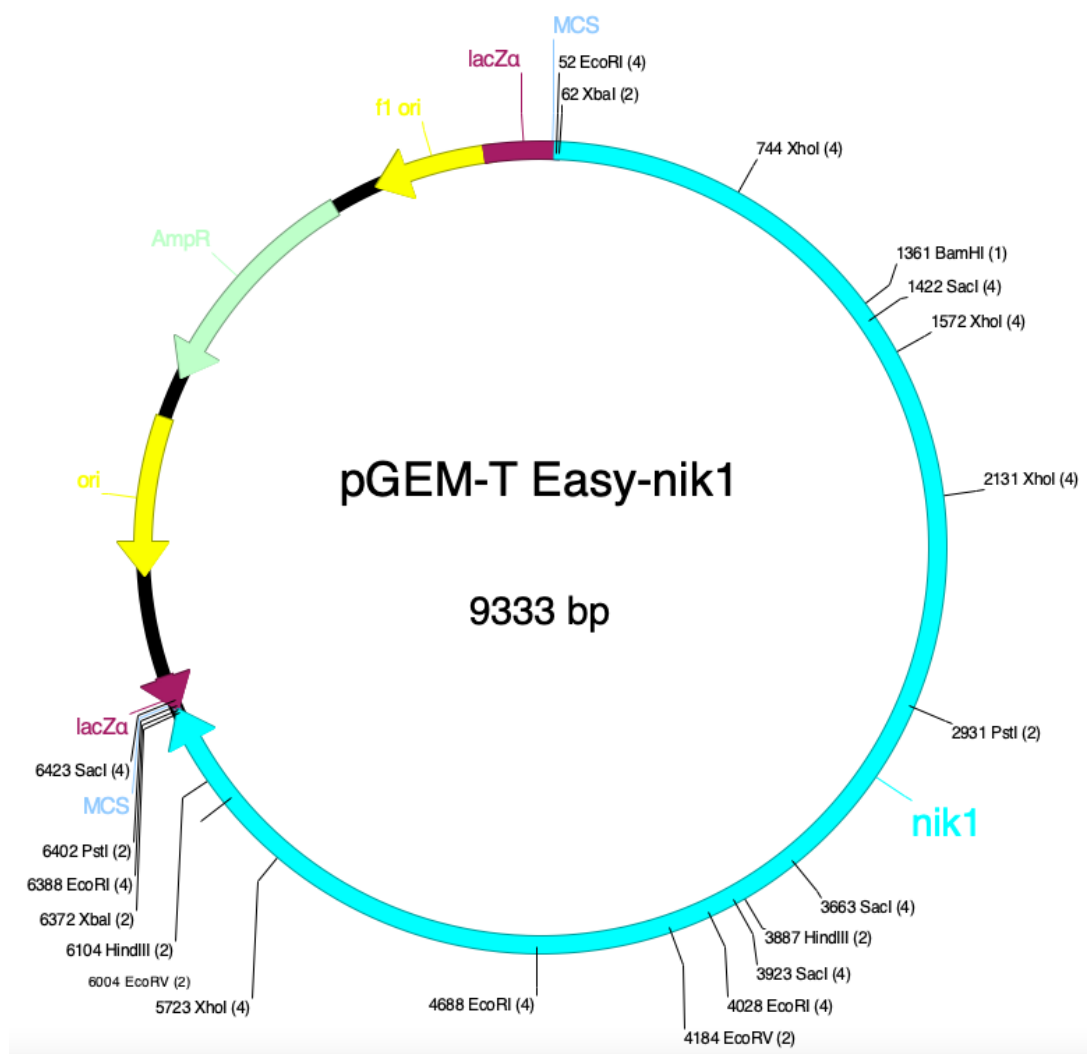 MCS
lacZα
52 EcoRI (4)
62 XbaI (2)
f1 ori
744 XhoI (4)
AmpR
1361 BamHI (1)
1422 SacI (4)
1572 XhoI (4)
ori
pGEM-T Easy-nik1
2131 XhoI (4)
9333 bp
lacZα
2931 PstI (2)
6423 SacI (4)
MCS
nik1
6402 PstI (2)
6388 EcoRI (4)
3663 SacI (4)
6372 XbaI (2)
3887 HindIII (2)
6104 HindIII (2)
3923 SacI (4)
6004 EcoRV (2)
5723 XhoI (4)
4688 EcoRI (4)
4028 EcoRI (4)
4184 EcoRV (2)